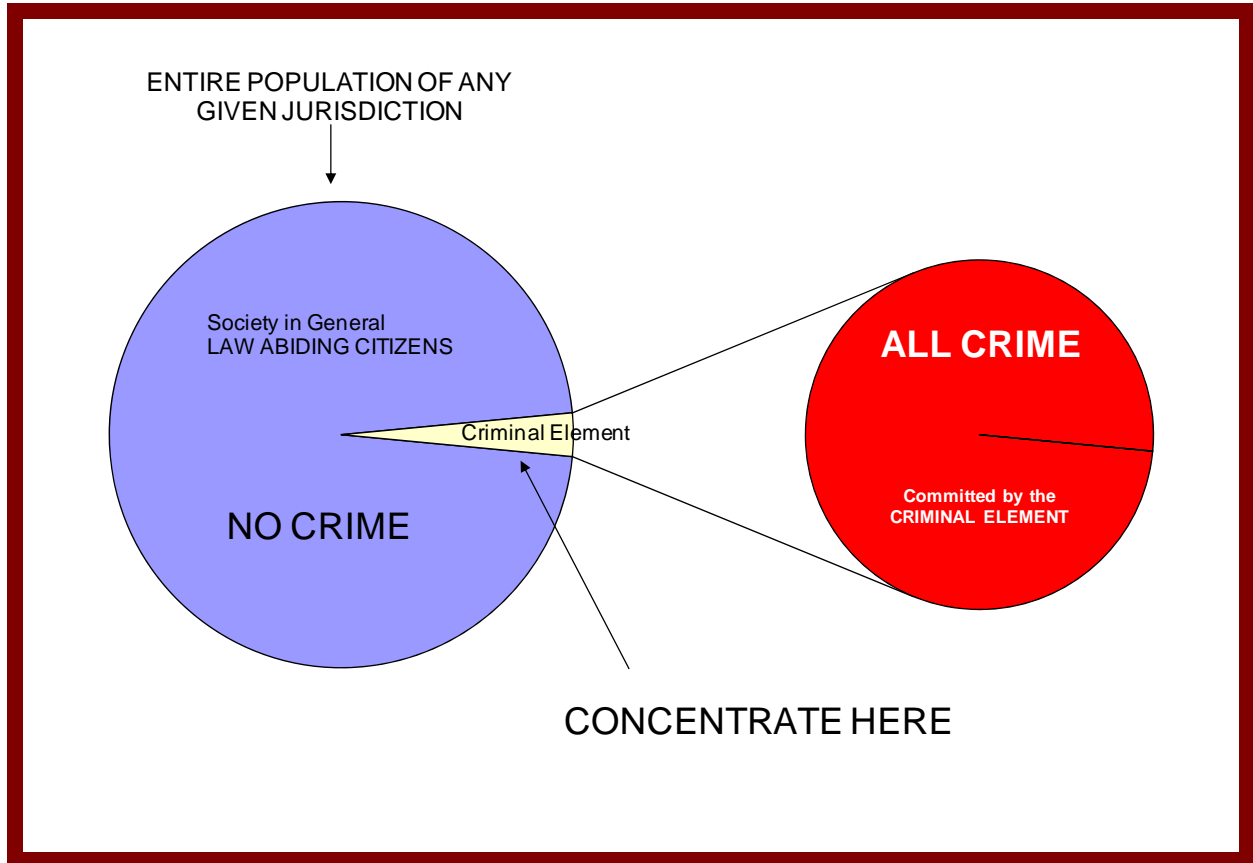 ENTIRE POPULATION OF ANY
GIVEN JURISDICTION
Society in General
LAW ABIDING CITIZENS
Criminal Element
NO CRIME
ALL CRIME
Committed by the
CRIMINAL ELEMENT
CONCENTRATE HERE